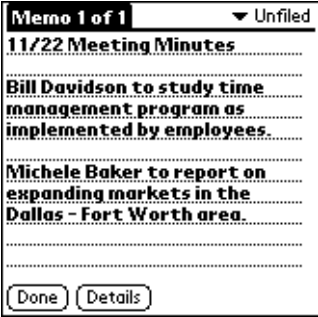 Memo 1 of 1 ▼ Unfiled
11/22 Meeting Minutes
Bill Davidson to study time
management program as
implemented by employees.
Michele Baker to report on
expanding markets in the
Dallas - Fort Worth area.
Done Details